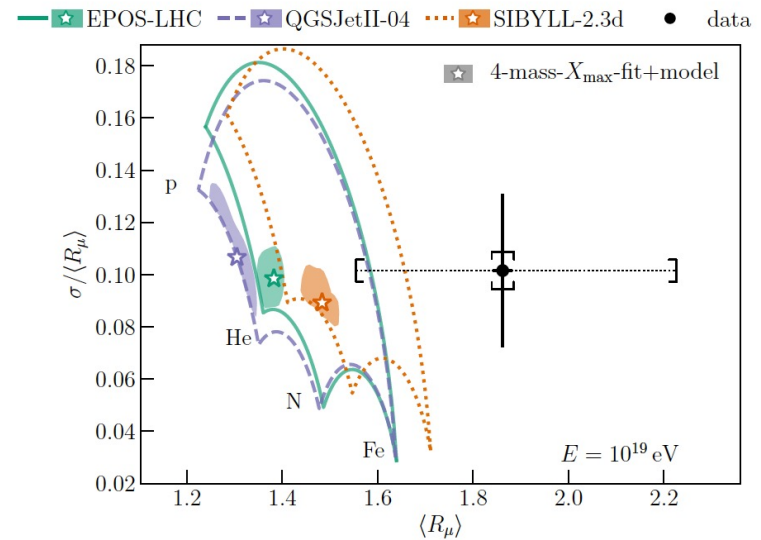 EPOS-LHC QGSJetII-04 SIBYLL-2.3d data
4-mass-Xmax-fit+model
0.18
0.16
0.14
0.12
0.10
0.08
0.06
0.04
0.02
σ/⟨Rμ⟩
p
He
N
Fe
E = 10¹⁹ eV
1.2 1.4 1.6 1.8 2.0 2.2
⟨Rμ⟩